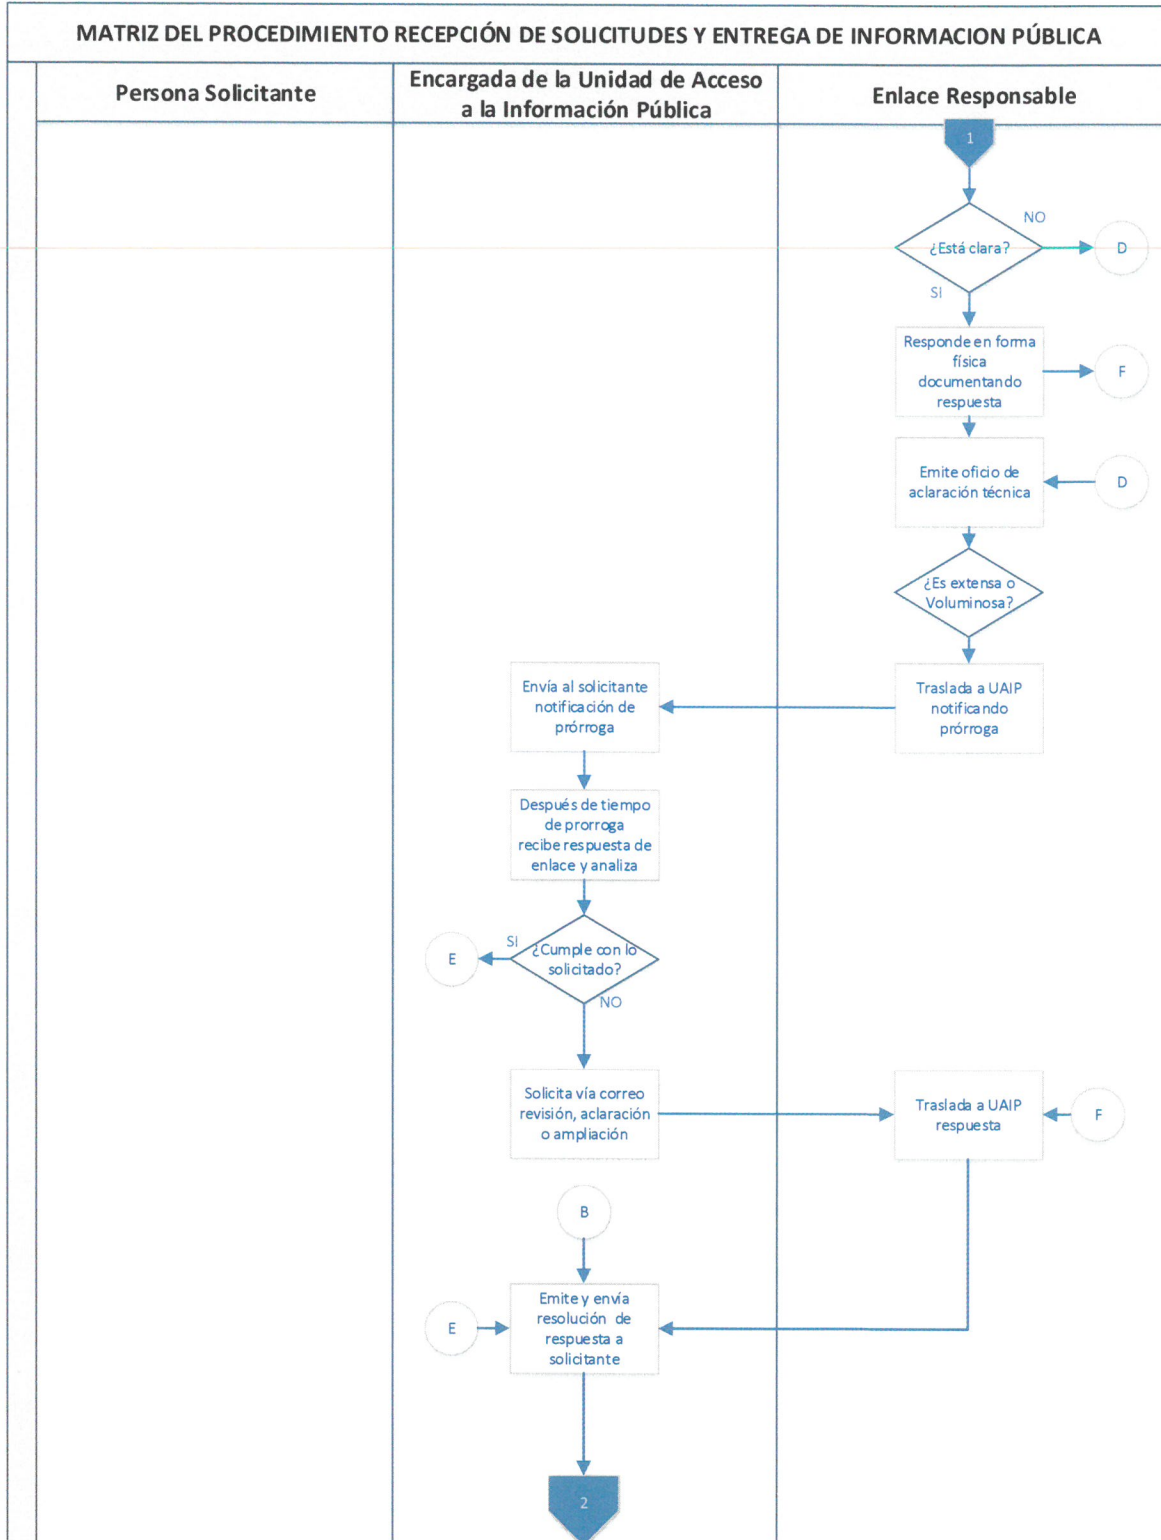 MATRIZ DEL PROCEDIMIENTO RECEPCIÓN DE SOLICITUDES Y ENTREGA DE INFORMACION PÚBLICA
Persona Solicitante
Encargada de la Unidad de Acceso
a la Información Pública
Enlace Responsable
1
NO
¿Está clara?
D
SI
Responde en forma
física
documentando
respuesta
F
Emite oficio de
aclaración técnica
D
¿Es extensa o
Voluminosa?
Envía al solicitante
notificación de
prórroga
Traslada a UAIP
notificando
prórroga
Después de tiempo
de prorroga
recibe respuesta de
enlace y analiza
E
SI
¿Cumple con lo
solicitado?
NO
Solicita vía correo
revisión, aclaración
o ampliación
Traslada a UAIP
respuesta
F
B
E
Emite y envía
resolución de
respuesta a
solicitante
2